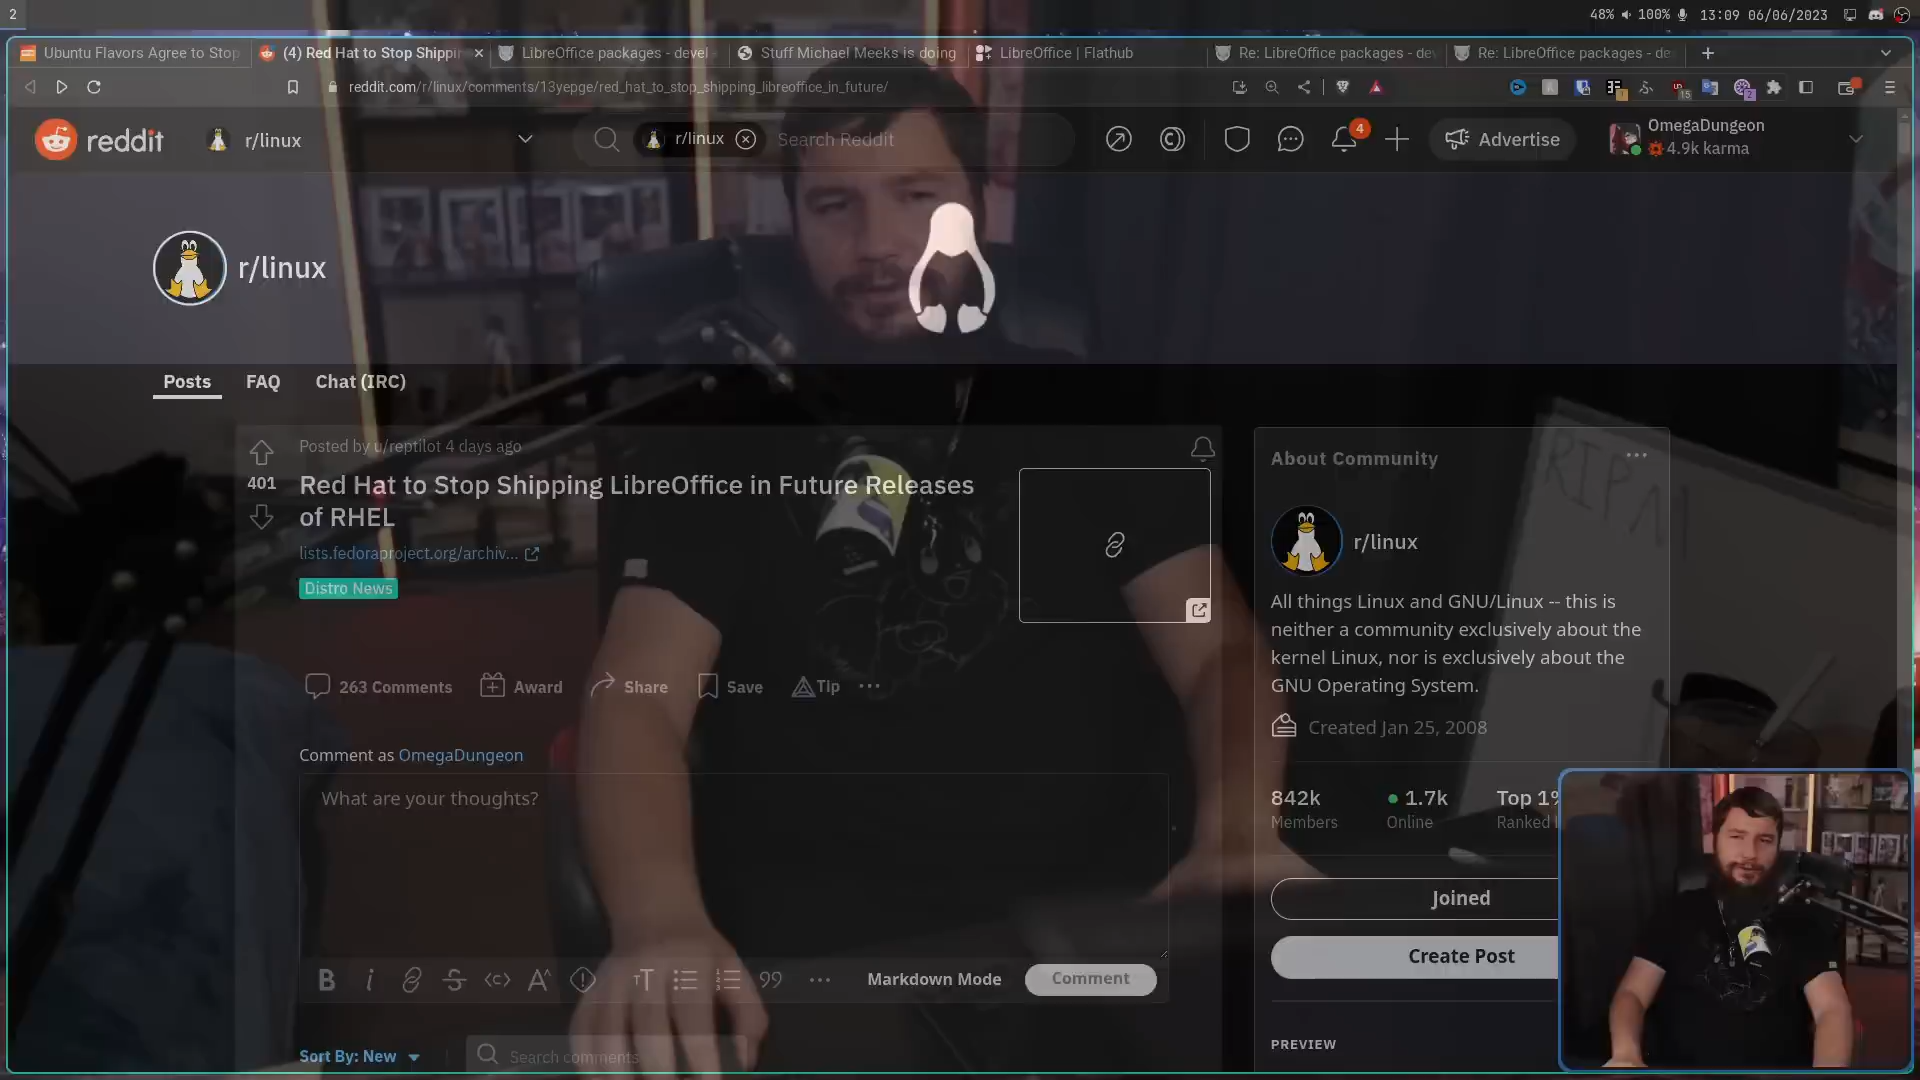 2
48% 100% 13:09 06/06/2023
Ubuntu Flavors Agree to Stop
(4) Red Hat to Stop Shippin
LibreOffice packages - devel
Stuff Michael Meeks is doing
LibreOffice | Flathub
Re: LibreOffice packages - de
Re: LibreOffice packages - de
reddit.com/r/linux/comments/13yepge/red_hat_to_stop_shipping_libreoffice_in_future/
reddit
r/linux
r/linux
Search Reddit
4
Advertise
OmegaDungeon
4.9k karma
r/linux
Posts FAQ Chat (IRC)
Posted by u/reptilot 4 days ago
401
Red Hat to Stop Shipping LibreOffice in Future Releases
of RHEL
lists.fedoraproject.org/archiv...
Distro News
263 Comments Award Share Save Tip
Comment as OmegaDungeon
What are your thoughts?
Markdown Mode
Comment
Sort By: New
Search comments
About Community
r/linux
All things Linux and GNU/Linux -- this is
neither a community exclusively about the
kernel Linux, nor is exclusively about the
GNU Operating System.
Created Jan 25, 2008
842k 1.7k Top 1%
Members Online Ranked
Joined
Create Post
PREVIEW